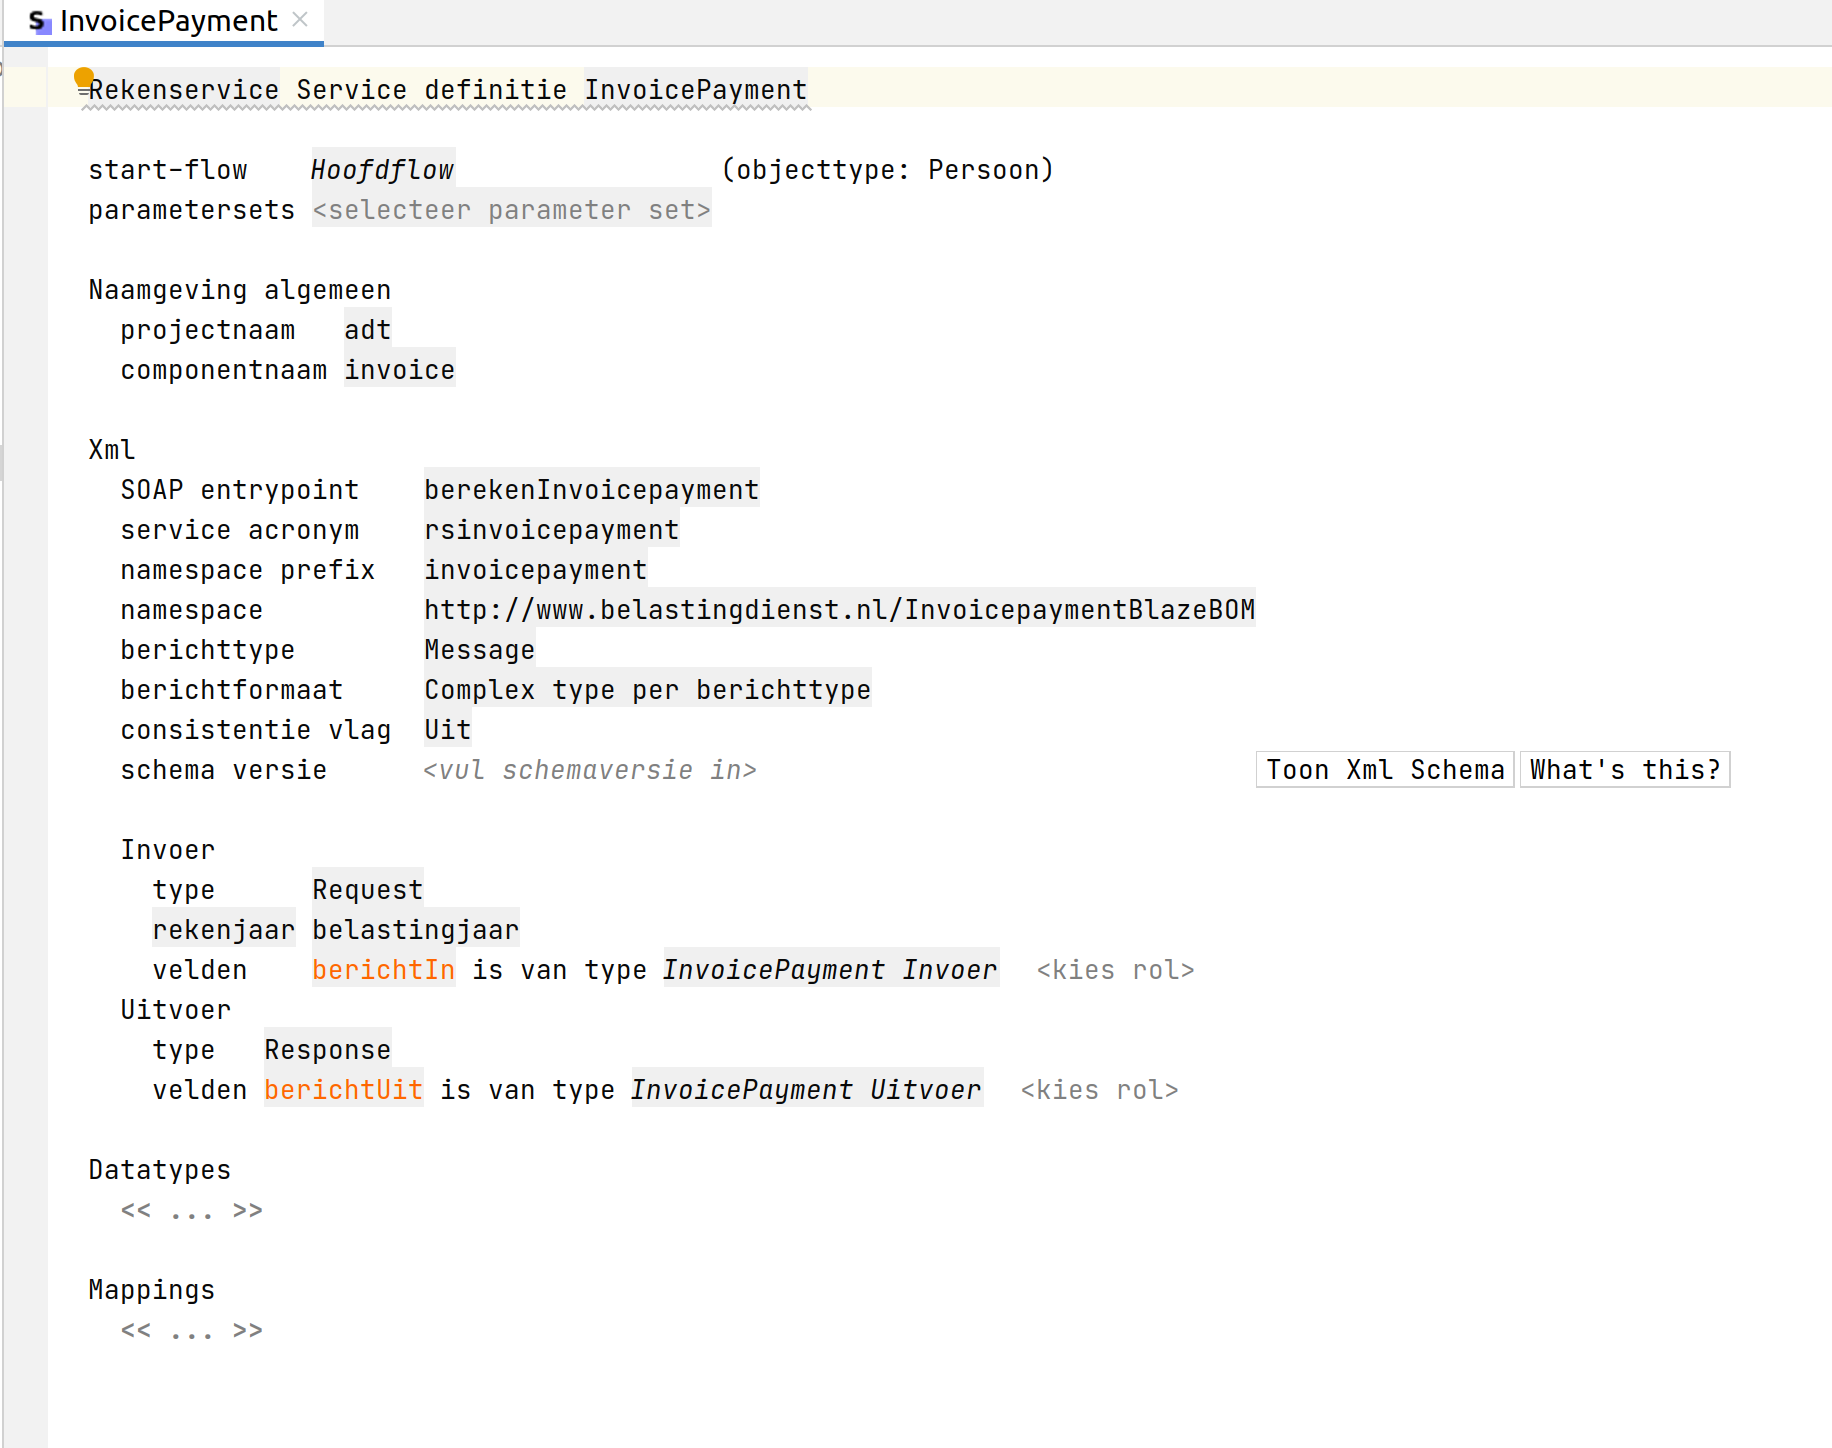 S InvoicePayment
Rekenservice Service definitie InvoicePayment
start-flow Hoofdflow (objecttype: Persoon)
parametersets <selecteer parameter set>
Naamgeving algemeen
projectnaam adt
componentnaam invoice
Xml
SOAP entrypoint berekenInvoicepayment
service acronym rsinvoicepayment
namespace prefix invoicepayment
namespace http://www.belastingdienst.nl/InvoicepaymentBlazeBOM
berichttype Message
berichtformaat Complex type per berichttype
consistentie vlag Uit
schema versie <vul schemaversie in> Toon Xml Schema What's this?
Invoer
type Request
rekenjaar belastingjaar
velden berichtIn is van type InvoicePayment Invoer <kies rol>
Uitvoer
type Response
velden berichtUit is van type InvoicePayment Uitvoer <kies rol>
Datatypes
<< ... >>
Mappings
<< ... >>